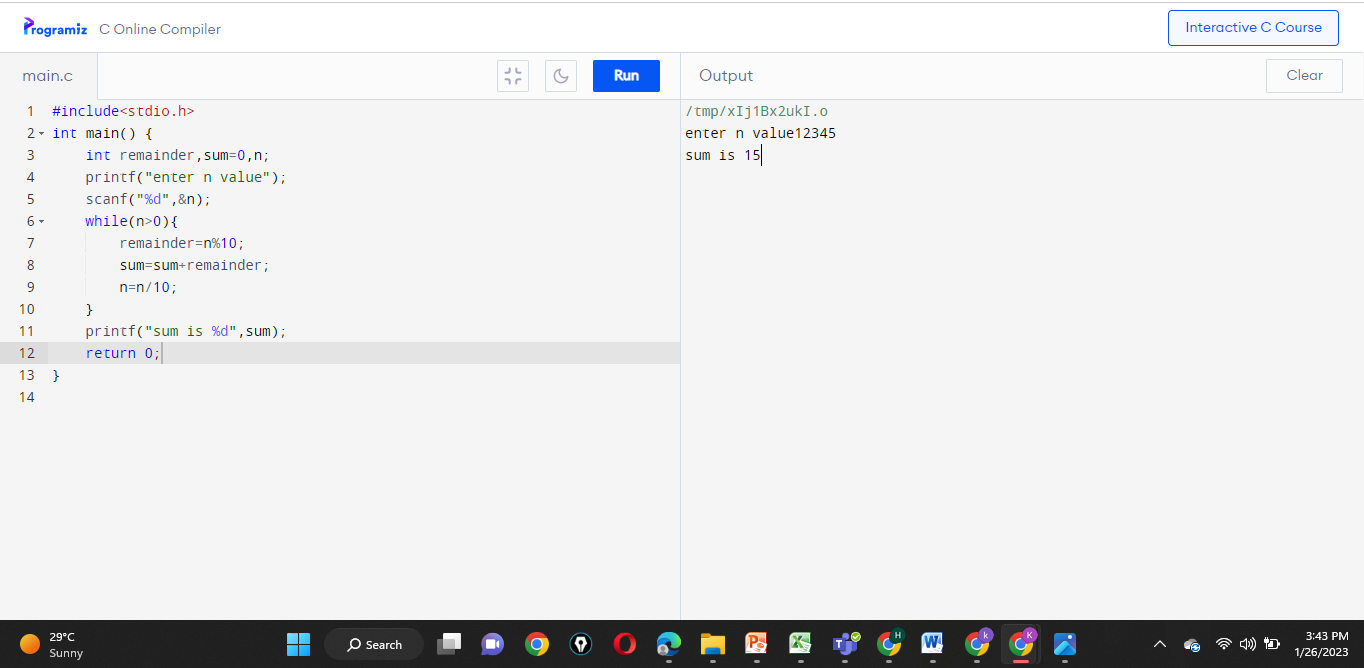 Programiz C Online Compiler Interactive C Course
main.c Run Output Clear
1 #include<stdio.h>
2 int main() {
3 int remainder,sum=0,n;
4 printf("enter n value");
5 scanf("%d",&n);
6 while(n>0){
7 remainder=n%10;
8 sum=sum+remainder;
9 n=n/10;
10 }
11 printf("sum is %d",sum);
12 return 0;
13 }
14
/tmp/xIj1Bx2ukI.o
enter n value12345
sum is 15
29°C
Sunny
Search
H
k
K
3:43 PM
1/26/2023